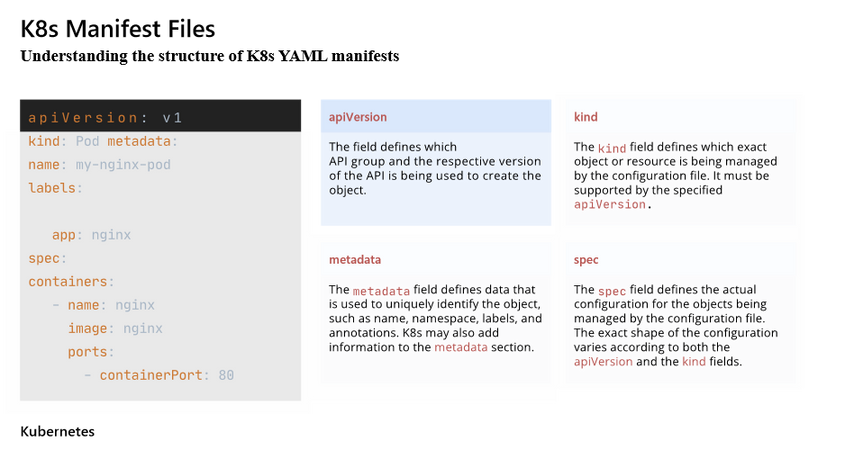 K8s Manifest Files
Understanding the structure of K8s YAML manifests
apiVersion: v1
kind: Pod metadata:
name: my-nginx-pod
labels:
app: nginx
spec:
containers:
- name: nginx
image: nginx
ports:
- containerPort: 80
apiVersion
The field defines which
API group and the respective version
of the API is being used to create the
object.
kind
The kind field defines which exact
object or resource is being managed
by the configuration file. It must be
supported by the specified
apiVersion.
metadata
The metadata field defines data that
is used to uniquely identify the object,
such as name, namespace, labels, and
annotations. K8s may also add
information to the metadata section.
spec
The spec field defines the actual
configuration for the objects being
managed by the configuration file.
The exact shape of the configuration
varies according to both the
apiVersion and the kind fields.
Kubernetes